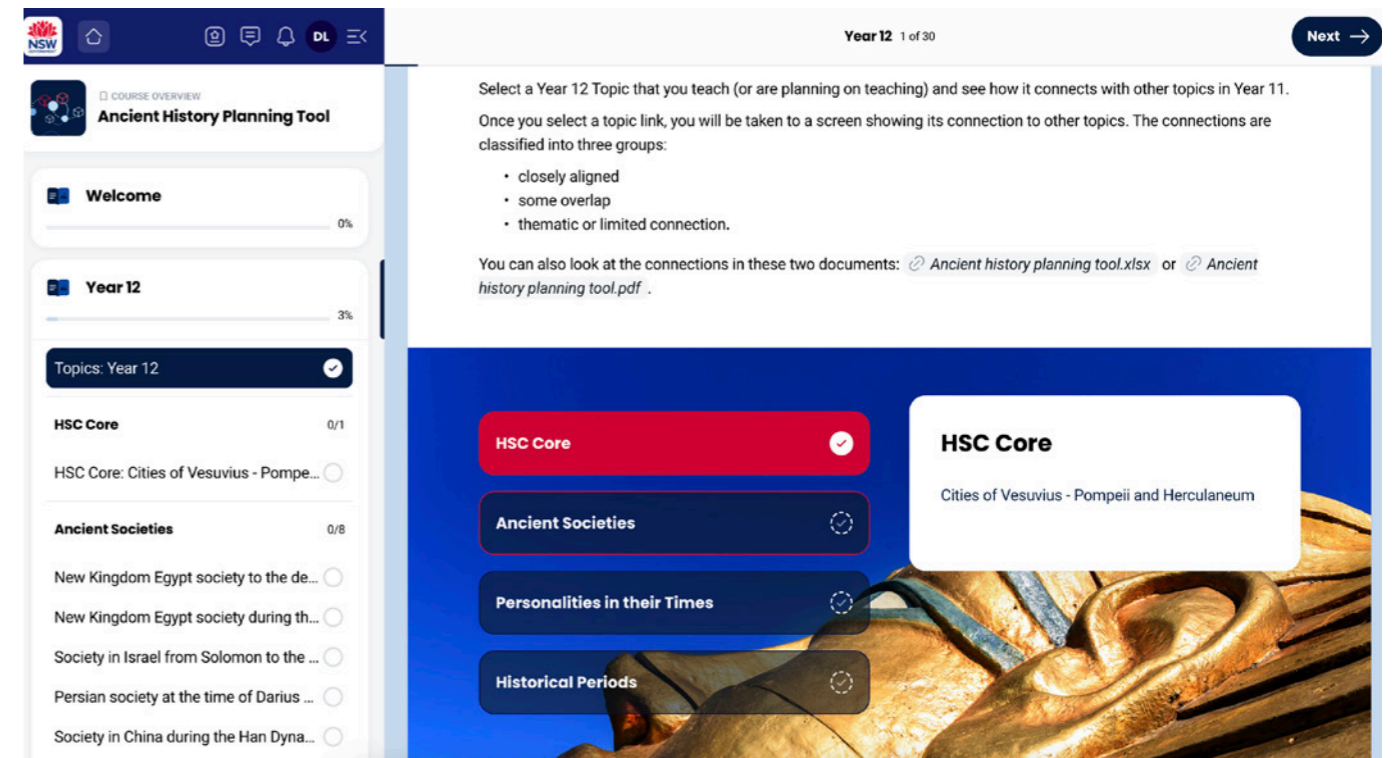 NSW
GOVERNMENT
DL
Year 12 1 of 30
Next →
COURSE OVERVIEW
Ancient History Planning Tool
Welcome
0%
Year 12
3%
Topics: Year 12
HSC Core 0/1
HSC Core: Cities of Vesuvius - Pompe...
Ancient Societies 0/8
New Kingdom Egypt society to the de...
New Kingdom Egypt society during th...
Society in Israel from Solomon to the ...
Persian society at the time of Darius ...
Society in China during the Han Dyna...
Select a Year 12 Topic that you teach (or are planning on teaching) and see how it connects with other topics in Year 11.
Once you select a topic link, you will be taken to a screen showing its connection to other topics. The connections are
classified into three groups:
• closely aligned
• some overlap
• thematic or limited connection.
You can also look at the connections in these two documents: Ancient history planning tool.xlsx or Ancient
history planning tool.pdf .
HSC Core
Ancient Societies
Personalities in their Times
Historical Periods
HSC Core
Cities of Vesuvius - Pompeii and Herculaneum